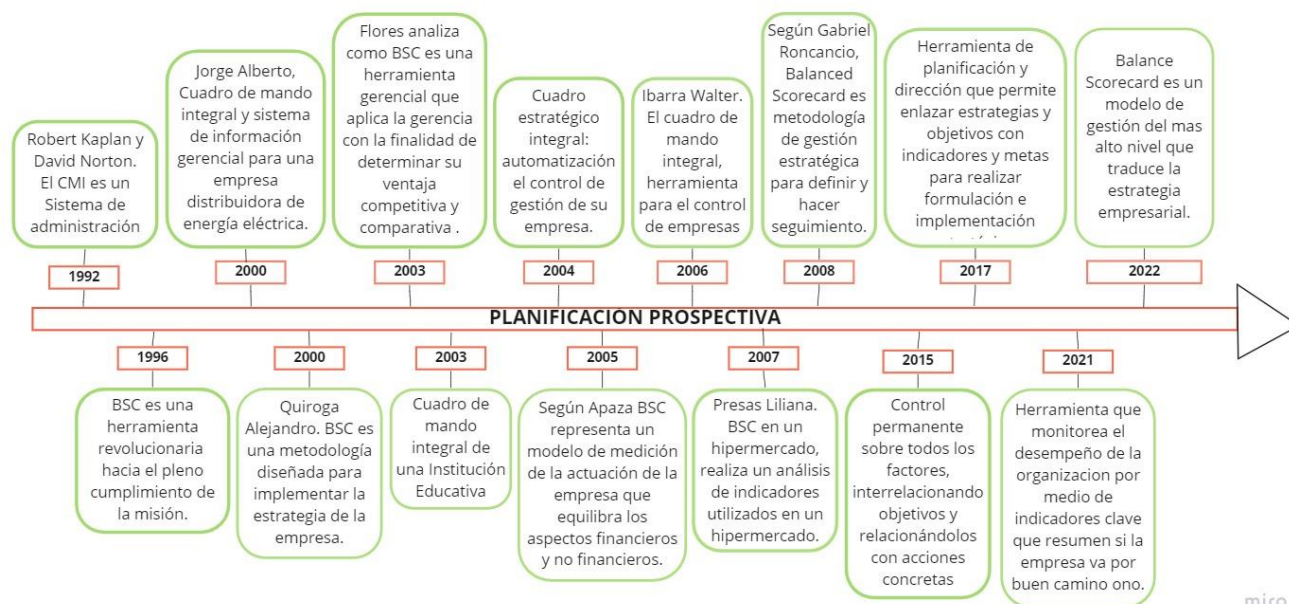 Robert Kaplan y
David Norton.
El CMI es un
Sistema de
administración
1992
Jorge Alberto,
Cuadro de mando
integral y sistema
de información
gerencial para una
empresa
distribuidora de
energía eléctrica.
2000
Flores analiza
como BSC es una
herramienta
gerencial que
aplica la gerencia
con la finalidad de
determinar su
ventaja
competitiva y
comparativa .
2003
Cuadro
estratégico
integral:
automatización
el control de
gestión de su
empresa.
2004
Ibarra Walter.
El cuadro de
mando
integral,
herramienta
para el control
de empresas
2006
Según Gabriel
Roncancio,
Balanced
Scorecard es
metodología
de gestión
estratégica
para definir y
hacer
seguimiento.
2008
Herramienta de
planificación y
dirección que permite
enlazar estrategias y
objetivos con
indicadores y metas
para realizar
formulación e
implementación
2017
Balance
Scorecard es un
modelo de
gestión del mas
alto nivel que
traduce la
estrategia
empresarial.
2022
PLANIFICACIÓN PROSPECTIVA
1996
BSC es una
herramienta
revolucionaria
hacia el pleno
cumplimiento de
la misión.
2000
Quiroga
Alejandro. BSC es
una metodología
diseñada para
implementar la
estrategia de la
empresa.
2003
Cuadro de
mando
integral de
una Institución
Educativa
2005
Según Apaza BSC
representa un
modelo de medición
de la actuación de la
empresa que
equilibra los
aspectos financieros
y no financieros.
2007
Presas Liliana.
BSC en un
hipermercado,
realiza un análisis
de indicadores
utilizados en un
hipermercado.
2015
Control
permanente
sobre todos los
factores,
interrelacionando
objetivos y
relacionándolos
con acciones
concretas
2021
Herramienta que
monitorea el
desempeño de la
organizacion por
medio de
indicadores clave
que resumen si la
empresa va por
buen camino ono.
miro